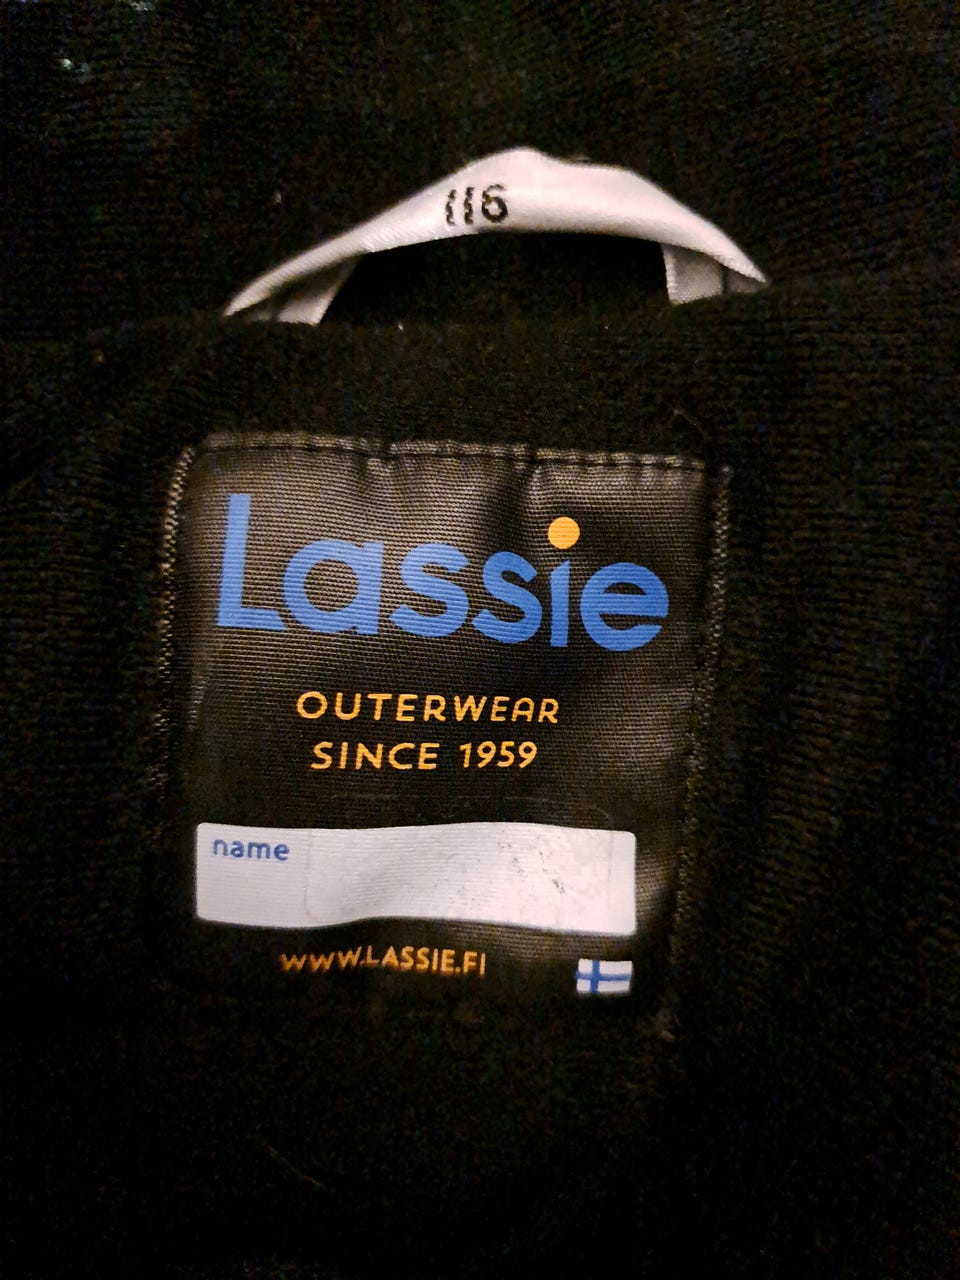 116
Lassie
OUTERWEAR
SINCE 1959
name
WWW.LASSIE.FI